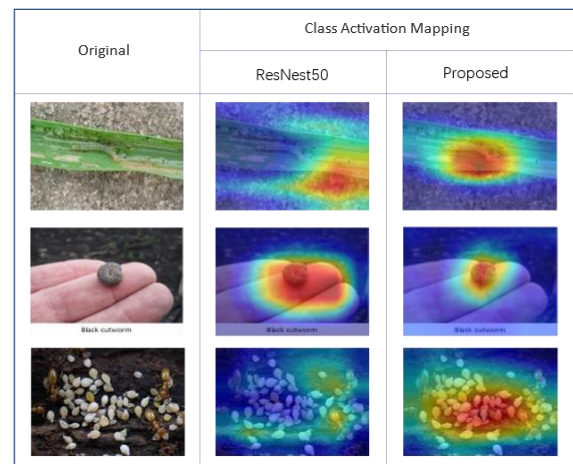 Original
Class Activation Mapping
ResNest50
Proposed
Black cutworm
Black cutworm
Black cutworm